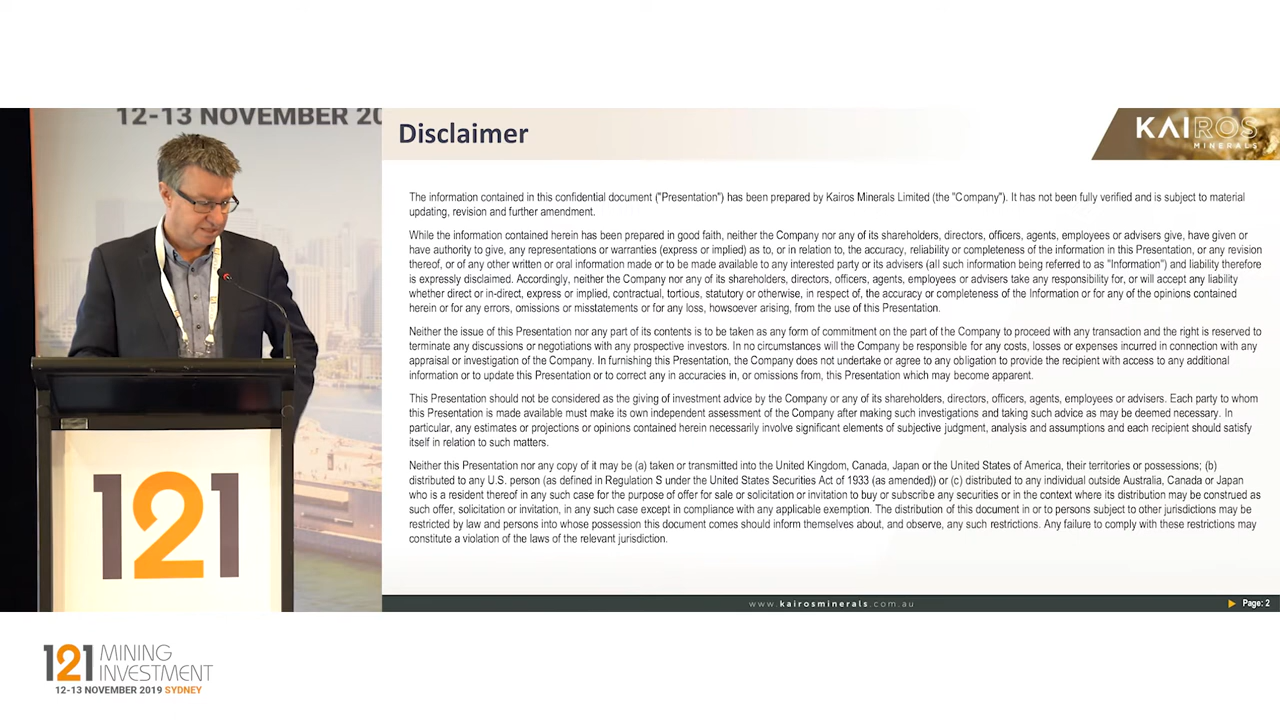 12-13 NOVEMBER 20
Disclaimer
KAIROS
MINERALS
The information contained in this confidential document ("Presentation") has been prepared by Kairos Minerals Limited (the "Company"). It has not been fully verified and is subject to material
updating, revision and further amendment.
While the information contained herein has been prepared in good faith, neither the Company nor any of its shareholders, directors, officers, agents, employees or advisers give, have given or
have authority to give, any representations or warranties (express or implied) as to, or in relation to, the accuracy, reliability or completeness of the information in this Presentation, or any revision
thereof, or of any other written or oral information made or to be made available to any interested party or its advisers (all such information being referred to as "Information") and liability therefore
is expressly disclaimed. Accordingly, neither the Company nor any of its shareholders, directors, officers, agents, employees or advisers take any responsibility for, or will accept any liability
whether direct or in-direct, express or implied, contractual, tortious, statutory or otherwise, in respect of, the accuracy or completeness of the Information or for any of the opinions contained
herein or for any errors, omissions or misstatements or for any loss, howsoever arising, from the use of this Presentation.
Neither the issue of this Presentation nor any part of its contents is to be taken as any form of commitment on the part of the Company to proceed with any transaction and the right is reserved to
terminate any discussions or negotiations with any prospective investors. In no circumstances will the Company be responsible for any costs, losses or expenses incurred in connection with any
appraisal or investigation of the Company. In furnishing this Presentation, the Company does not undertake or agree to any obligation to provide the recipient with access to any additional
information or to update this Presentation or to correct any in accuracies in, or omissions from, this Presentation which may become apparent.
This Presentation should not be considered as the giving of investment advice by the Company or any of its shareholders, directors, officers, agents, employees or advisers. Each party to whom
this Presentation is made available must make its own independent assessment of the Company after making such investigations and taking such advice as may be deemed necessary. In
particular, any estimates or projections or opinions contained herein necessarily involve significant elements of subjective judgment, analysis and assumptions and each recipient should satisfy
itself in relation to such matters.
Neither this Presentation nor any copy of it may be (a) taken or transmitted into the United Kingdom, Canada, Japan or the United States of America, their territories or possessions; (b)
distributed to any U.S. person (as defined in Regulation S under the United States Securities Act of 1933 (as amended)) or (c) distributed to any individual outside Australia, Canada or Japan
who is a resident thereof in any such case for the purpose of offer for sale or solicitation or invitation to buy or subscribe any securities or in the context where its distribution may be construed as
such offer, solicitation or invitation, in any such case except in compliance with any applicable exemption. The distribution of this document in or to persons subject to other jurisdictions may be
restricted by law and persons into whose possession this document comes should inform themselves about, and observe, any such restrictions. Any failure to comply with these restrictions may
constitute a violation of the laws of the relevant jurisdiction.
www.kairosminerals.com.au
Page: 2
121
121 MINING
INVESTMENT
12-13 NOVEMBER 2019 SYDNEY